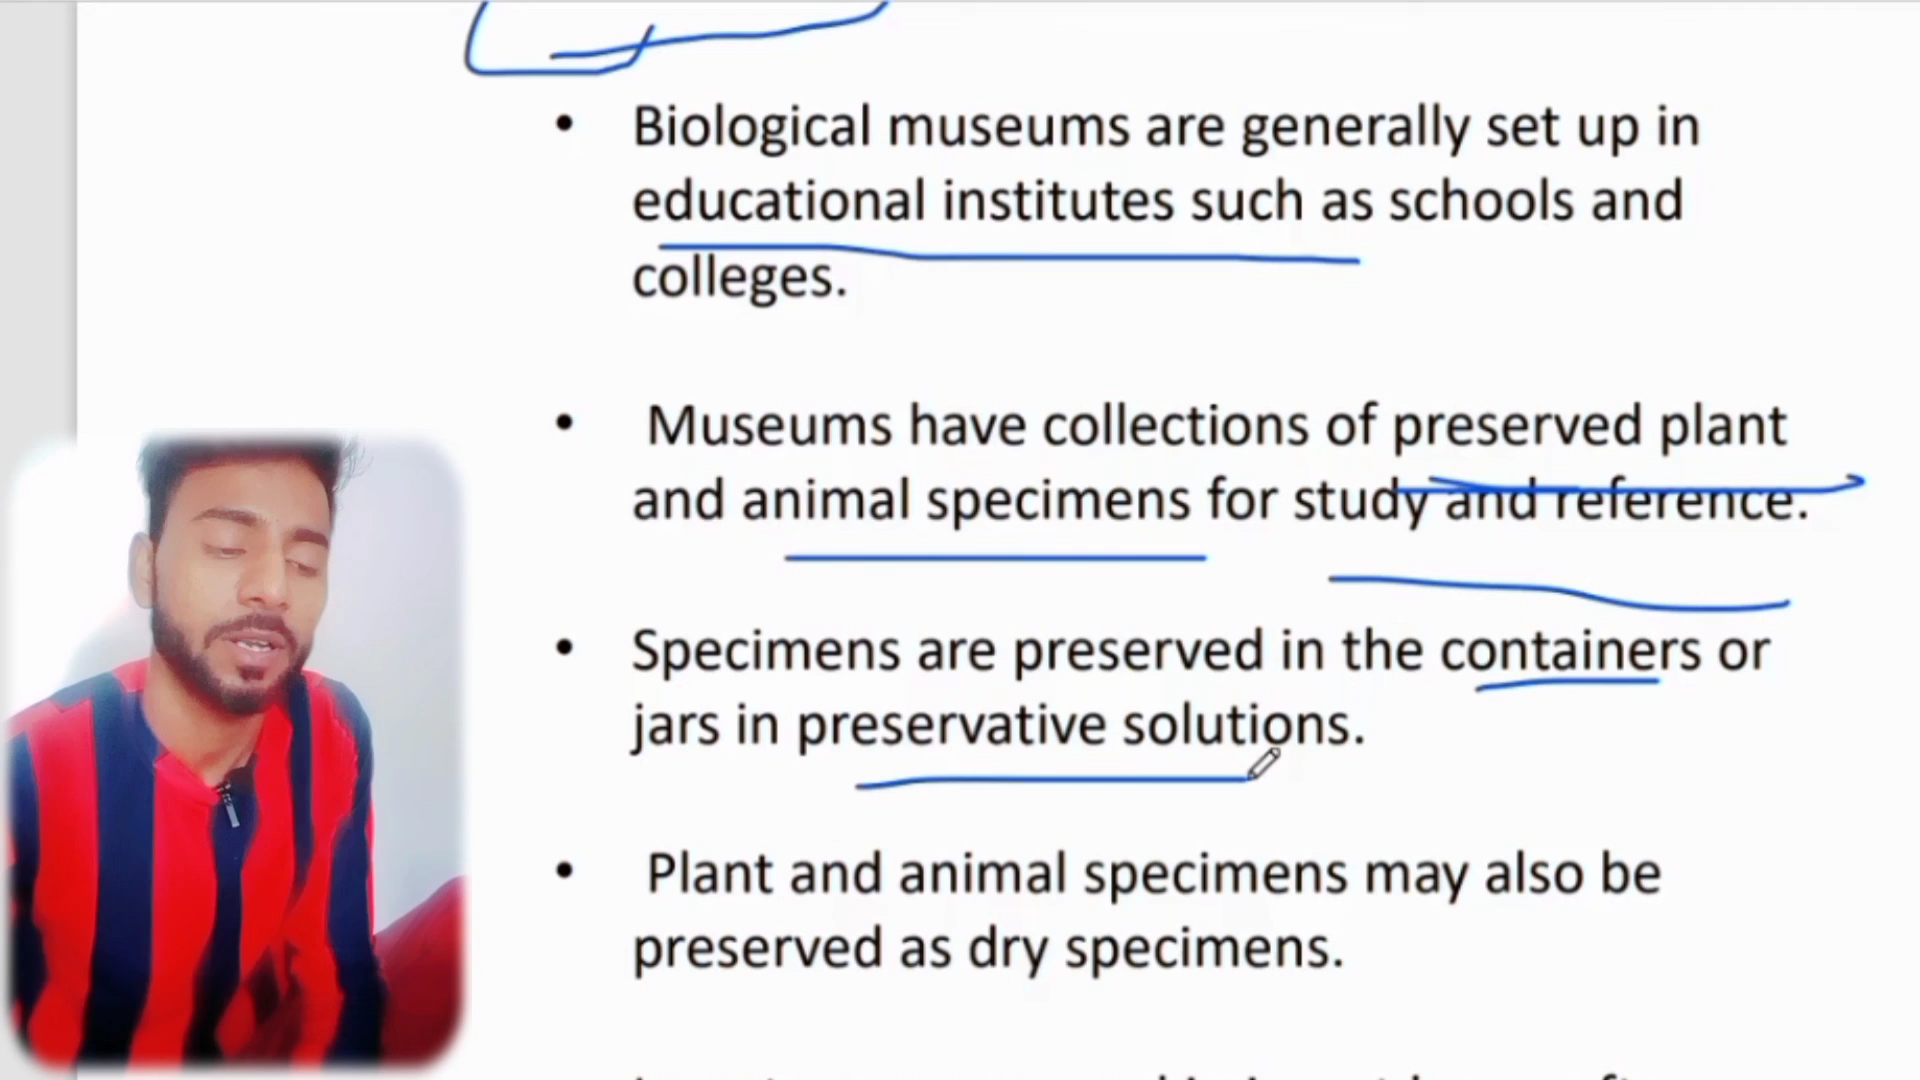 • Biological museums are generally set up in
educational institutes such as schools and
colleges.
• Museums have collections of preserved plant
and animal specimens for study and reference.
• Specimens are preserved in the containers or
jars in preservative solutions.
• Plant and animal specimens may also be
preserved as dry specimens.